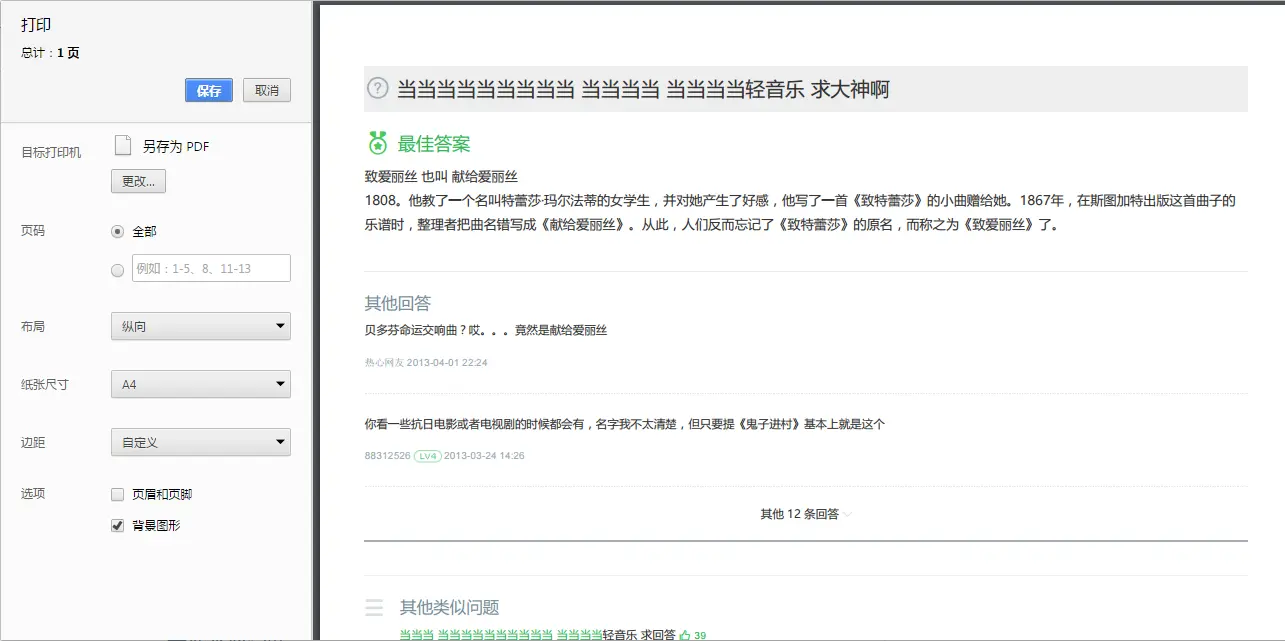 打印
总计：1 页
保存 取消
目标打印机 另存为 PDF
更改...
页码 全部
例如：1-5、8、11-13
布局 纵向
纸张尺寸 A4
边距 自定义
选项 页眉和页脚
背景图形
当当当当当当当当当 当当当当 当当当当轻音乐 求大神啊
最佳答案
致爱丽丝 也叫 献给爱丽丝
1808。他教了一个名叫特蕾莎·玛尔法蒂的女学生，并对她产生了好感，他写了一首《致特蕾莎》的小曲赠给她。1867年，在斯图加特出版这首曲子的
乐谱时，整理者把曲名错写成《献给爱丽丝》。从此，人们反而忘记了《致特蕾莎》的原名，而称之为《致爱丽丝》了。
其他回答
贝多芬命运交响曲？哎。。。竟然是献给爱丽丝
热心网友 2013-04-01 22:24
你看一些抗日电影或者电视剧的时候都会有，名字我不太清楚，但只要提《鬼子进村》基本上就是这个
88312526 LV4 2013-03-24 14:26
其他 12 条回答
其他类似问题
当当当 当当当当当当当当当当 当当当当轻音乐 求回答 39